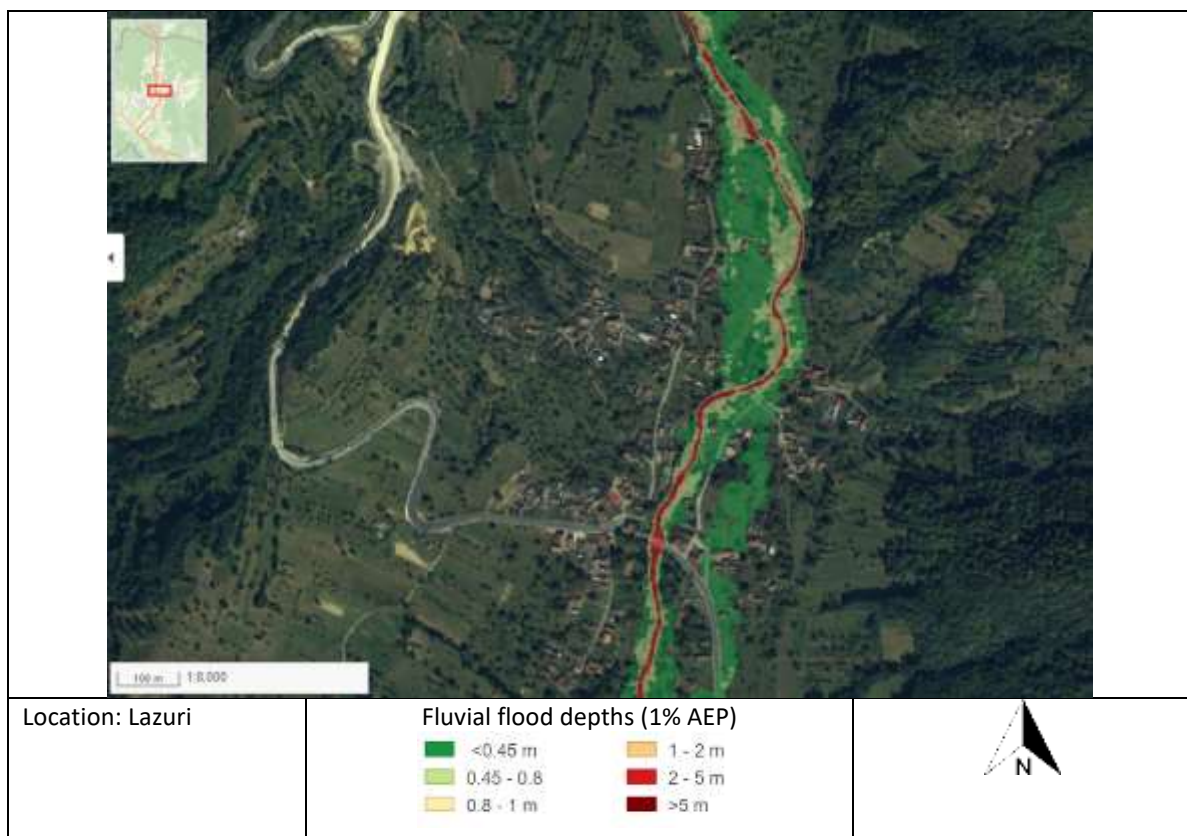 100 m 1:8,000
Location: Lazuri
Fluvial flood depths (1% AEP)
<0.45 m
0.45 - 0.8
0.8 - 1 m
1 - 2 m
2 - 5 m
>5 m
N